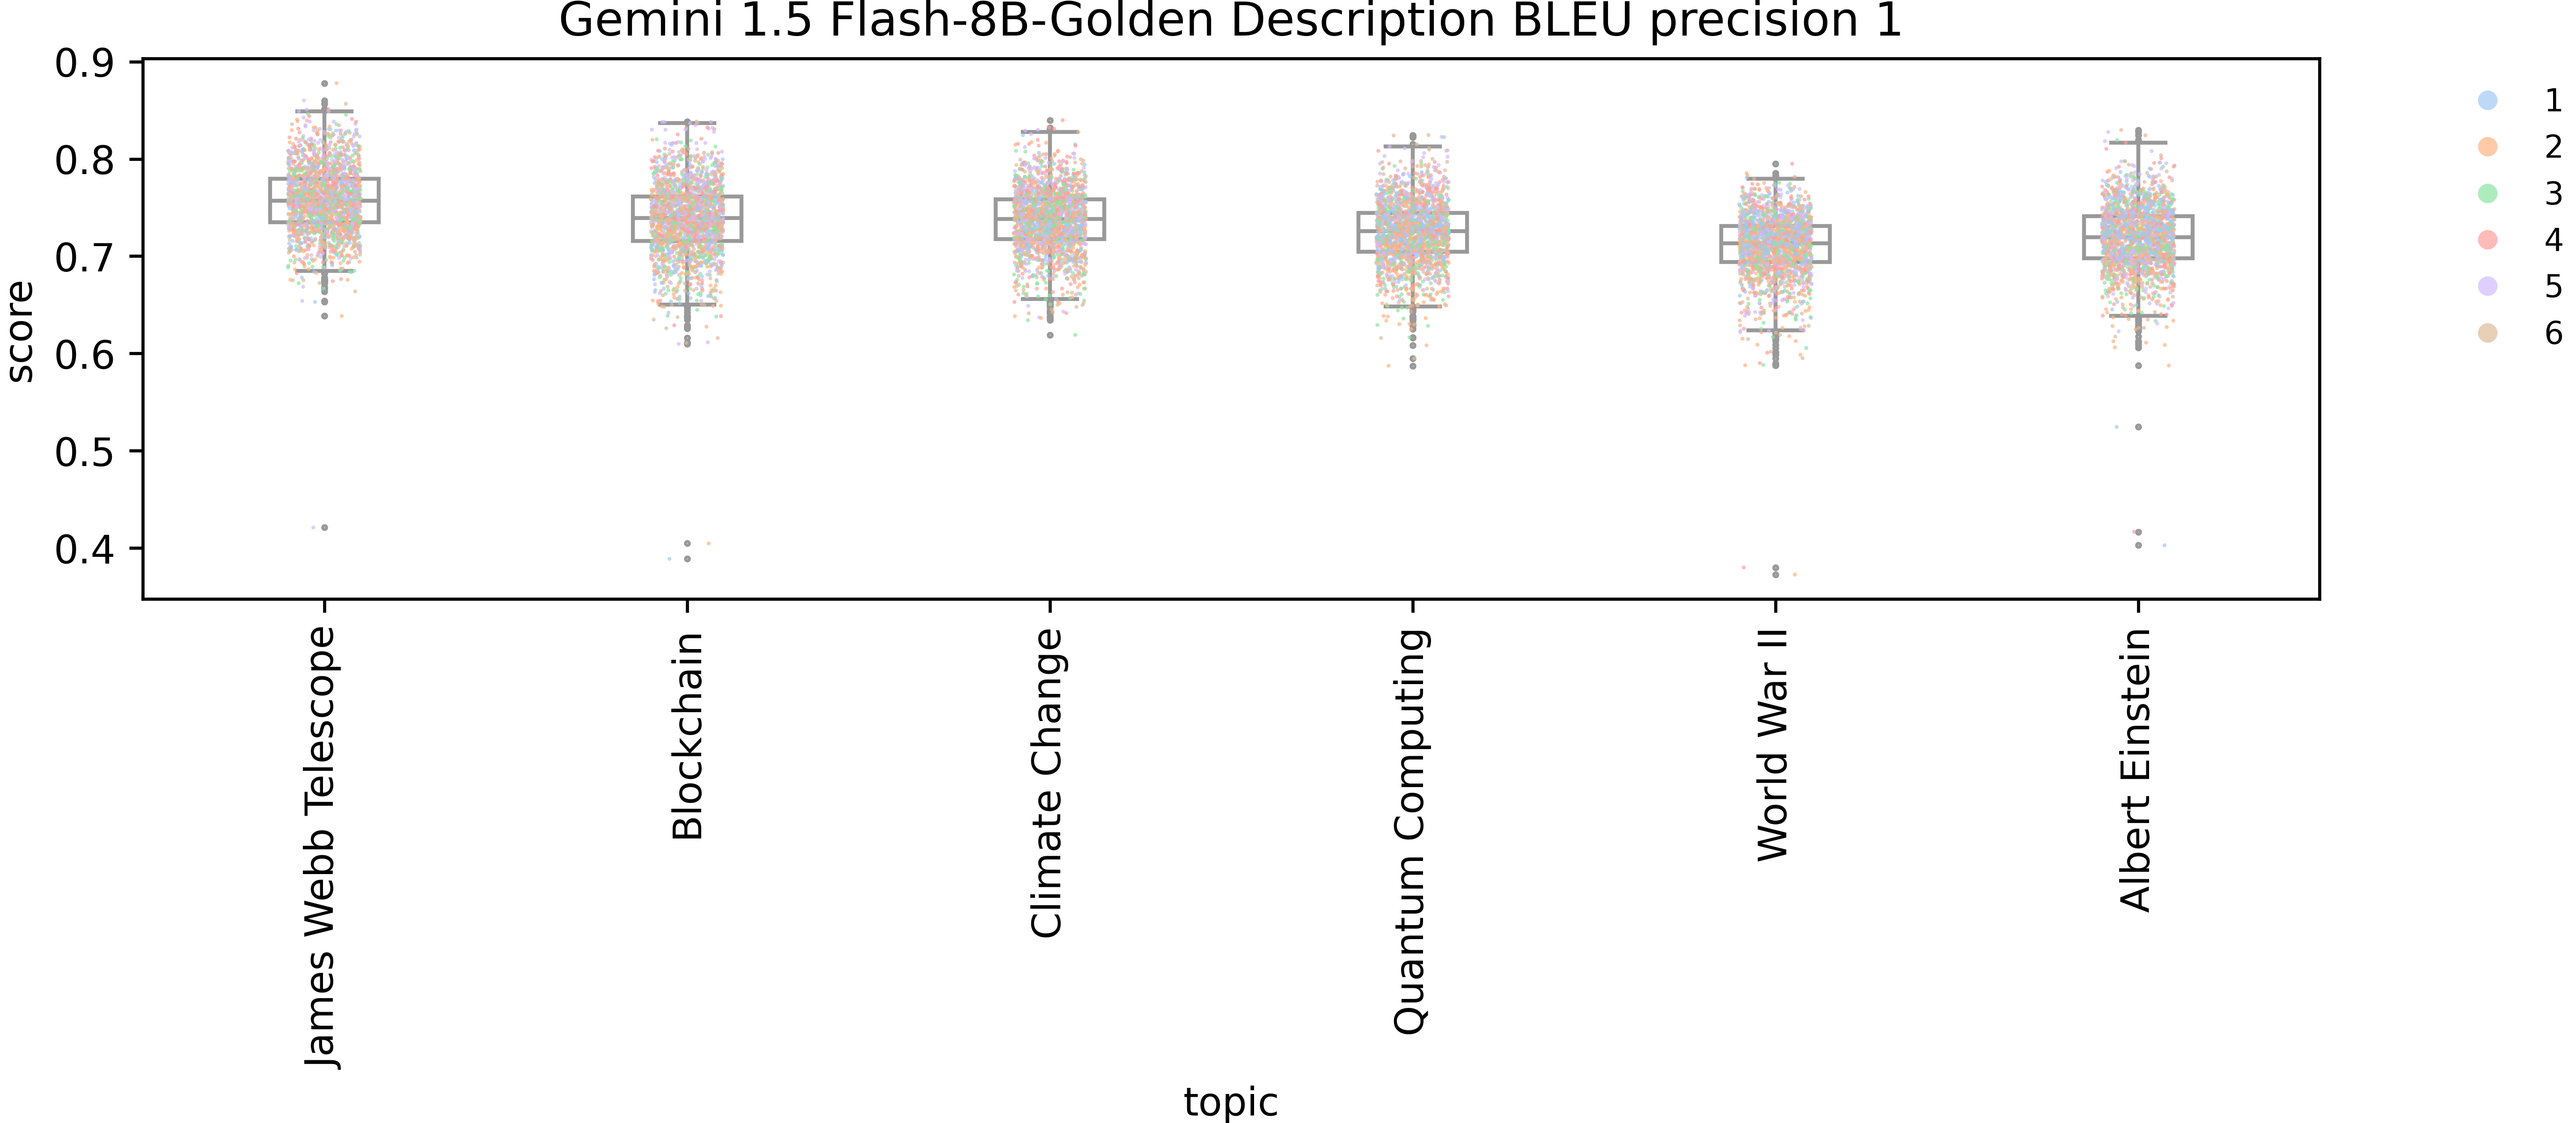 Gemini 1.5 Flash-8B-Golden Description BLEU precision 1
score
0.9
0.8
0.7
0.6
0.5
0.4
James Webb Telescope
Blockchain
Climate Change
Quantum Computing
World War II
Albert Einstein
topic
1
2
3
4
5
6